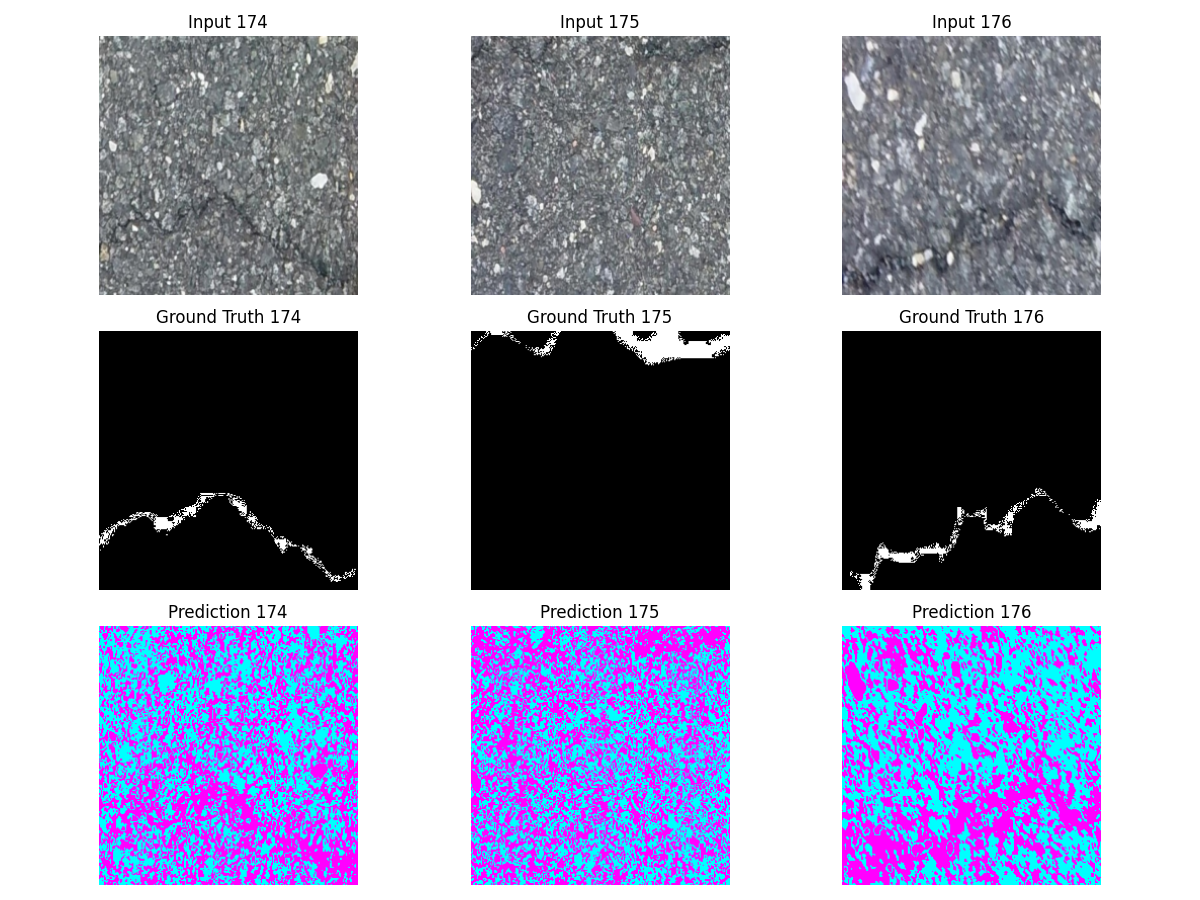 Input 174
Input 175
Input 176
Ground Truth 174
Ground Truth 175
Ground Truth 176
Prediction 174
Prediction 175
Prediction 176